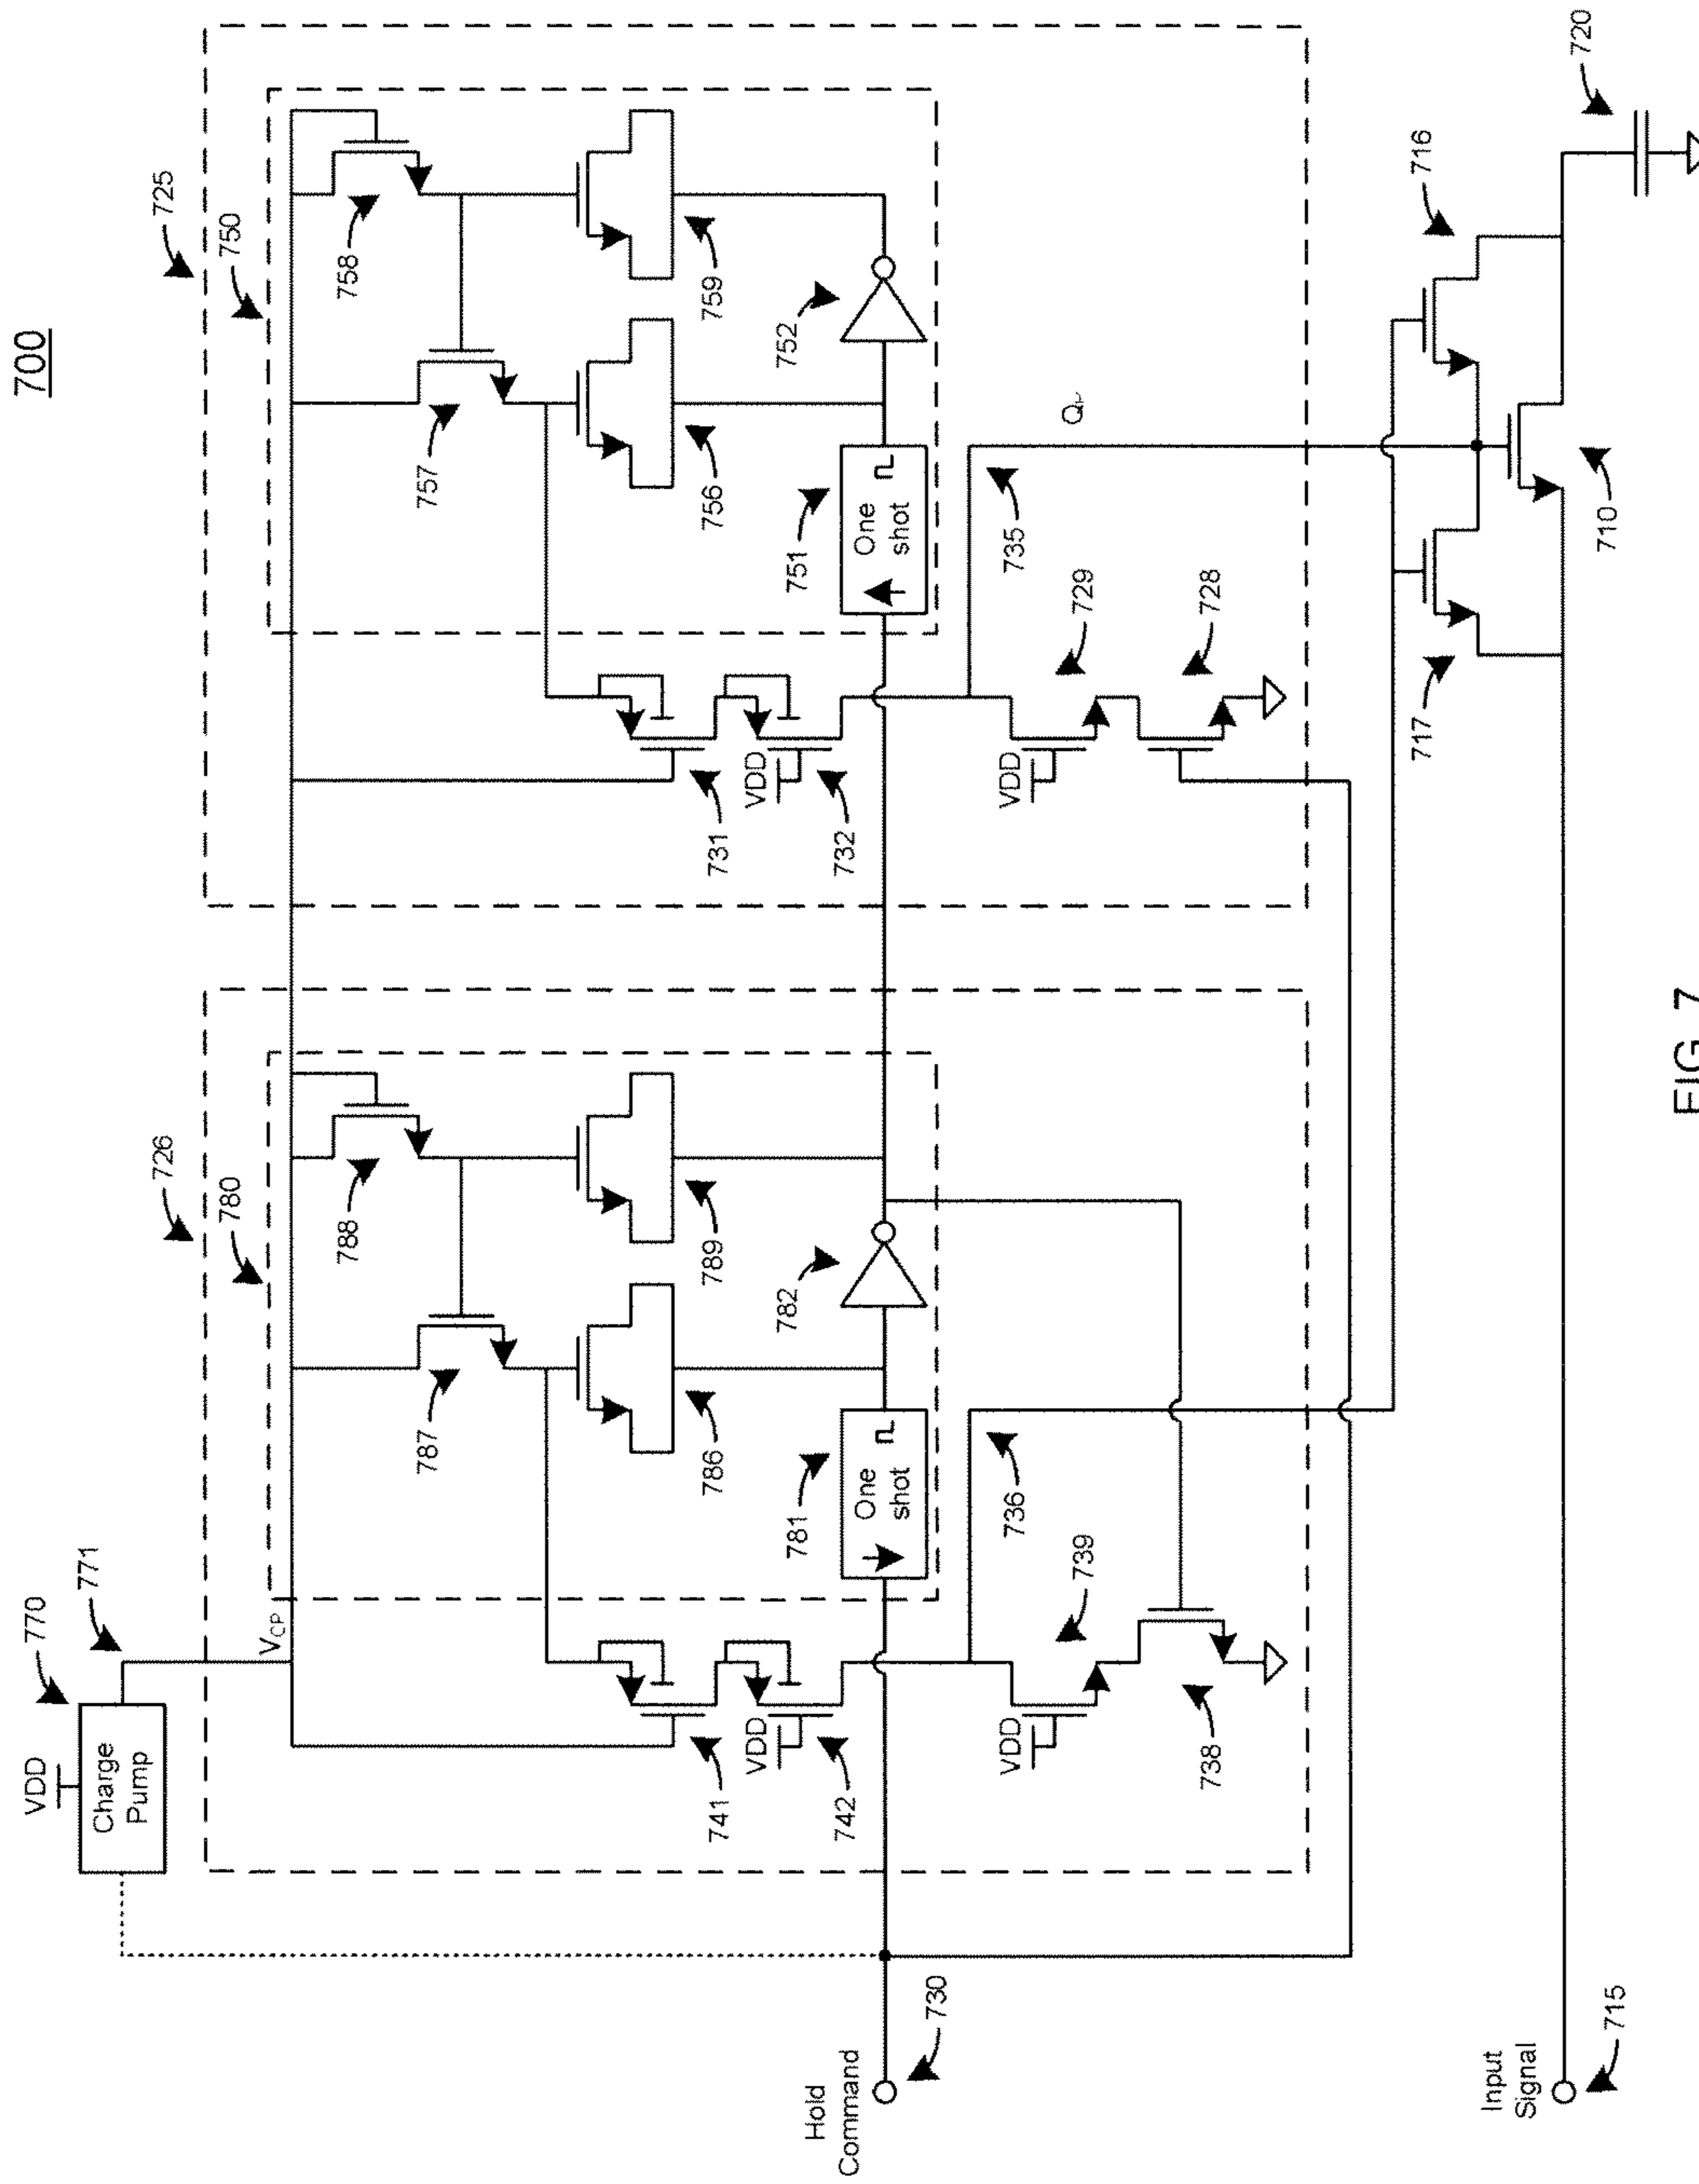 700
725
750
758
757
759
756
752
751
One
shot
731
VDD
732
735
Q
VDD
729
728
716
720
717
710
726
780
788
787
789
786
782
781
One
shot
770
771
VDD
Charge
Pump
VCP
741
VDD
742
736
VDD
739
738
Hold
Command
730
Input
Signal
715
FIG. 7